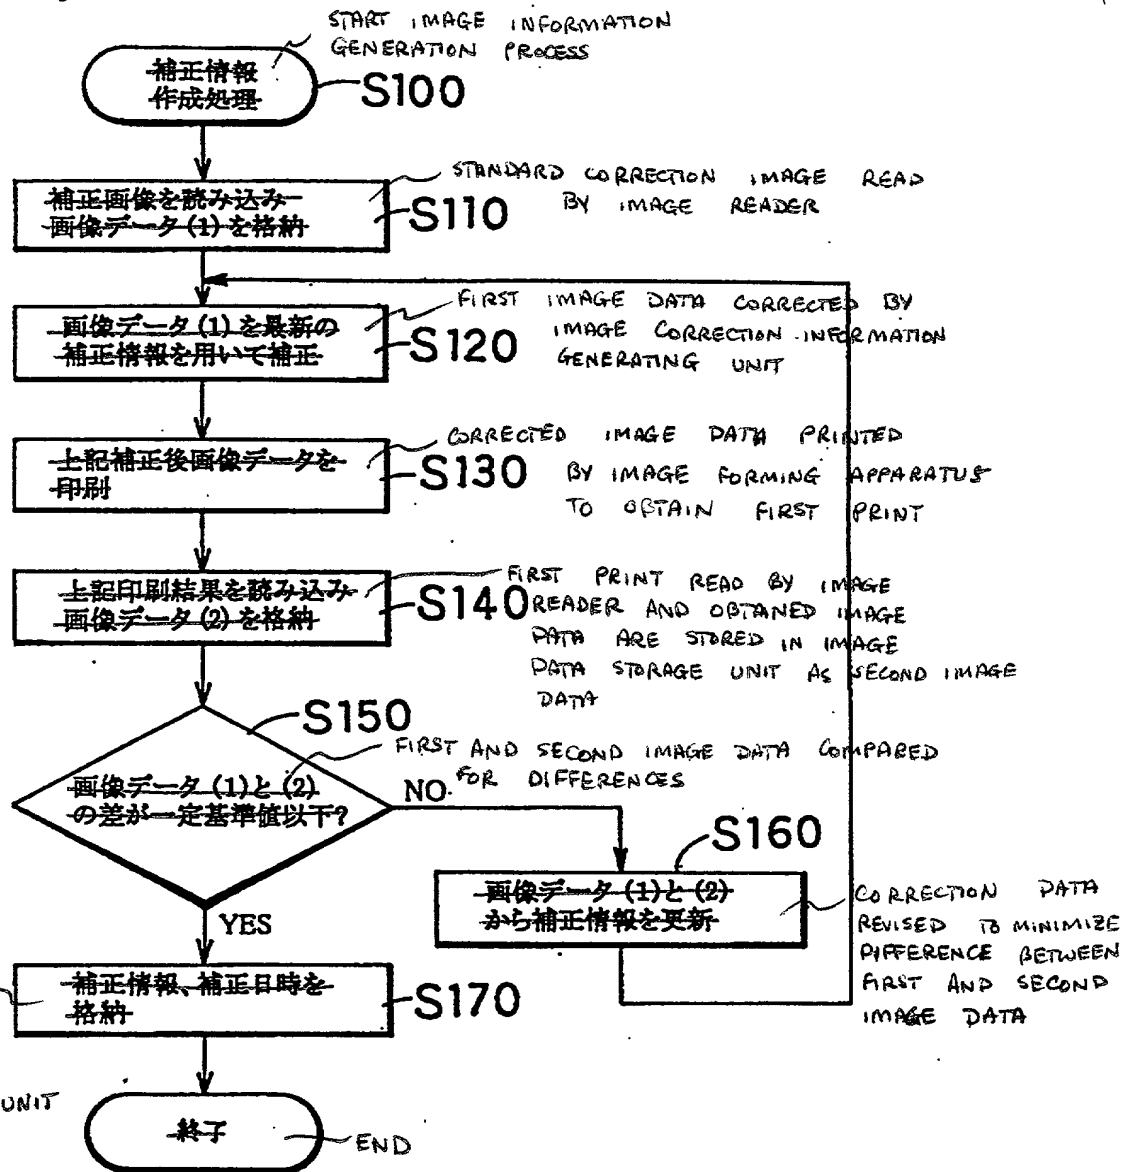 START IMAGE INFORMATION
GENERATION PROCESS
補正情報
作成処理
S100
STANDARD CORRECTION IMAGE READ
BY IMAGE READER
補正画像を読み込み
画像データ(1)を格納
S110
FIRST IMAGE DATA CORRECTED BY
IMAGE CORRECTION INFORMATION
GENERATING UNIT
画像データ(1)を最新の
補正情報を用いて補正
S120
CORRECTED IMAGE DATA PRINTED
BY IMAGE FORMING APPARATUS
TO OBTAIN FIRST PRINT
上記補正後画像データを
印刷
S130
FIRST PRINT READ BY IMAGE
READER AND OBTAINED IMAGE
DATA ARE STORED IN IMAGE
DATA STORAGE UNIT AS SECOND IMAGE
DATA
上記印刷結果を読み込み
画像データ(2)を格納
S140
S150
FIRST AND SECOND IMAGE DATA COMPARED
FOR DIFFERENCES
画像データ(1)と(2)
の差が一定基準値以下?
NO
S160
画像データ(1)と(2)
から補正情報を更新
CORRECTION DATA
REVISED TO MINIMIZE
DIFFERENCE BETWEEN
FIRST AND SECOND
IMAGE DATA
YES
補正情報、補正日時を
格納
S170
UNIT
終了
END